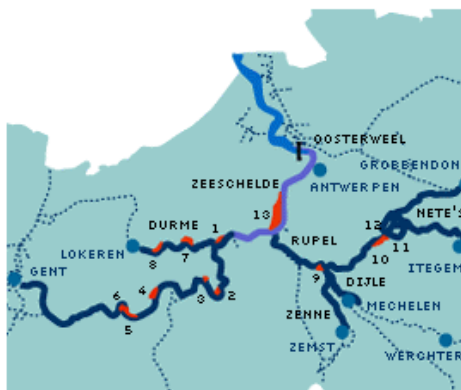 OOSTERWEEL
GROBBENDON
ZEESCHELDE
ANTWERPEN
13
NETE'S
DURME
1
12
11
LOKEREN
8
7
RUPEL
10
ITEGEM
GENT
9
DIJLE
6
4
3
2
5
MECHELEN
ZENNE
ZEMST
WERCHTER